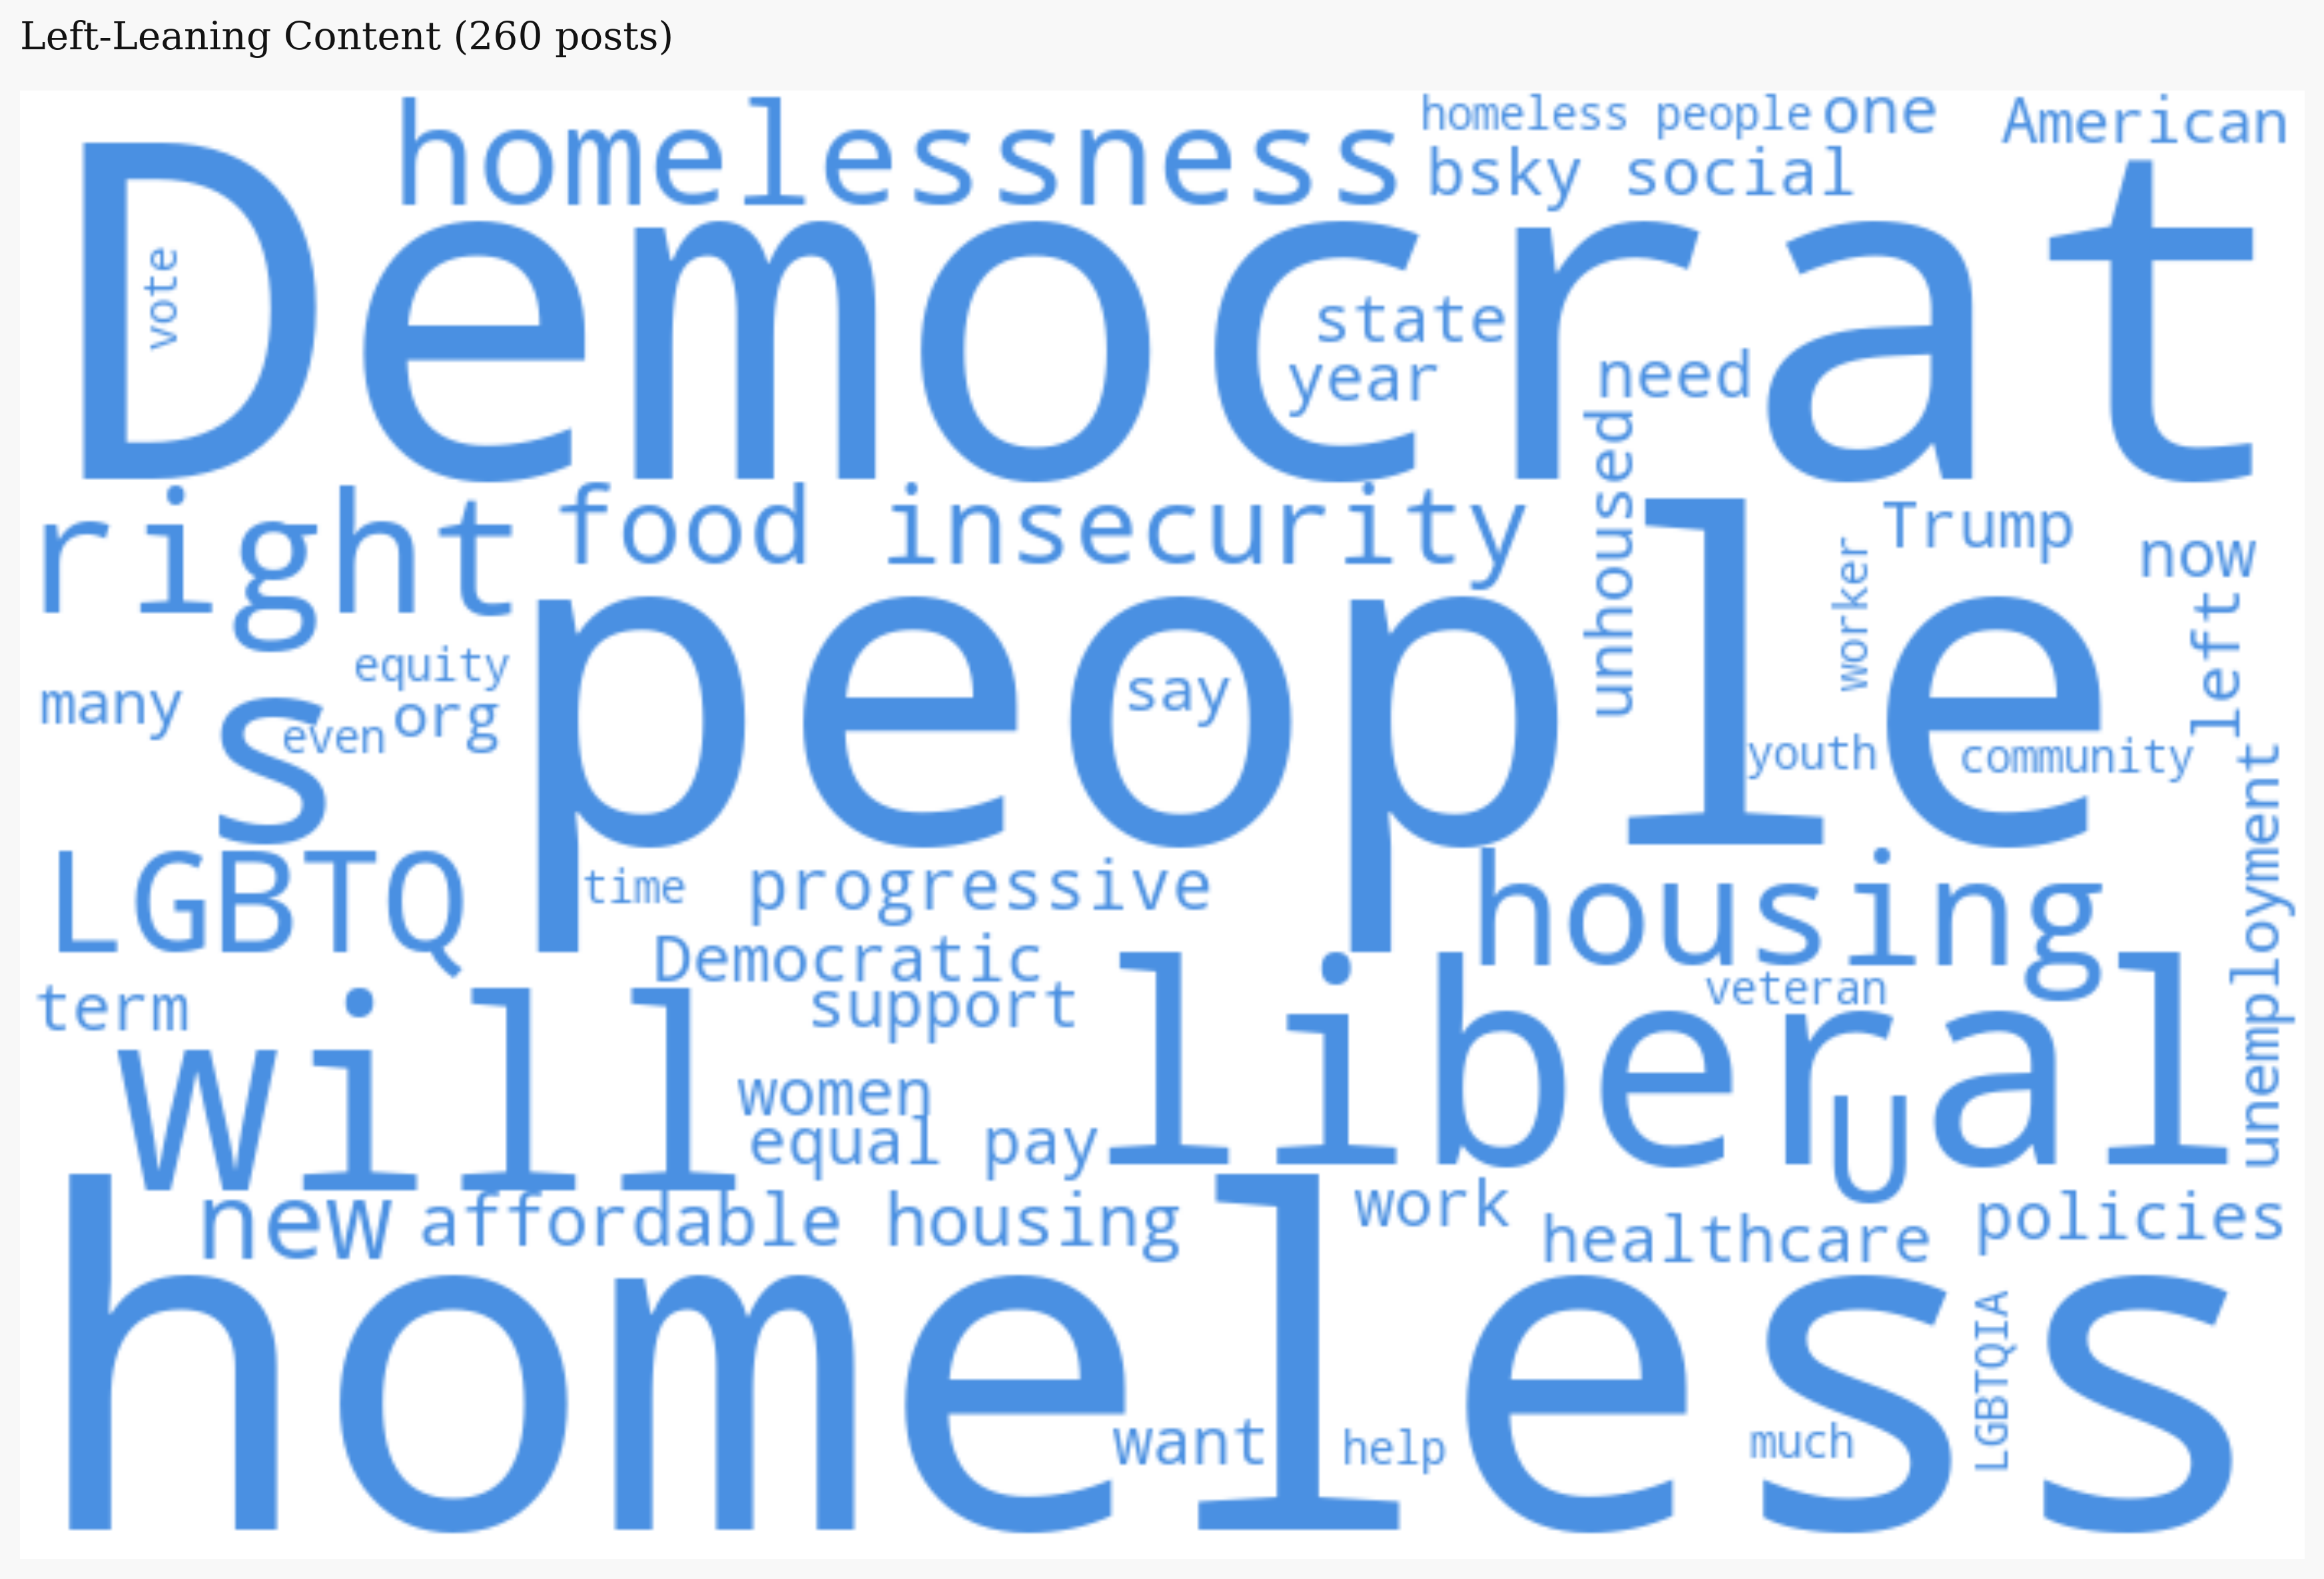 Left-Leaning Content (260 posts)
homelessness
homeless people
one
American
bsky social
Democrat
vote
state
year
need
unhoused
right
food insecurity
Trump
now
worker
left
people
say
equity
many
s
even
org
youth
community
unemployment
LGBTQ
time
progressive
housing
Democratic
veteran
term
support
will
liberal
women
equal pay
U
new
affordable housing
work
healthcare
policies
homeless
LGBTQIA
want
help
much